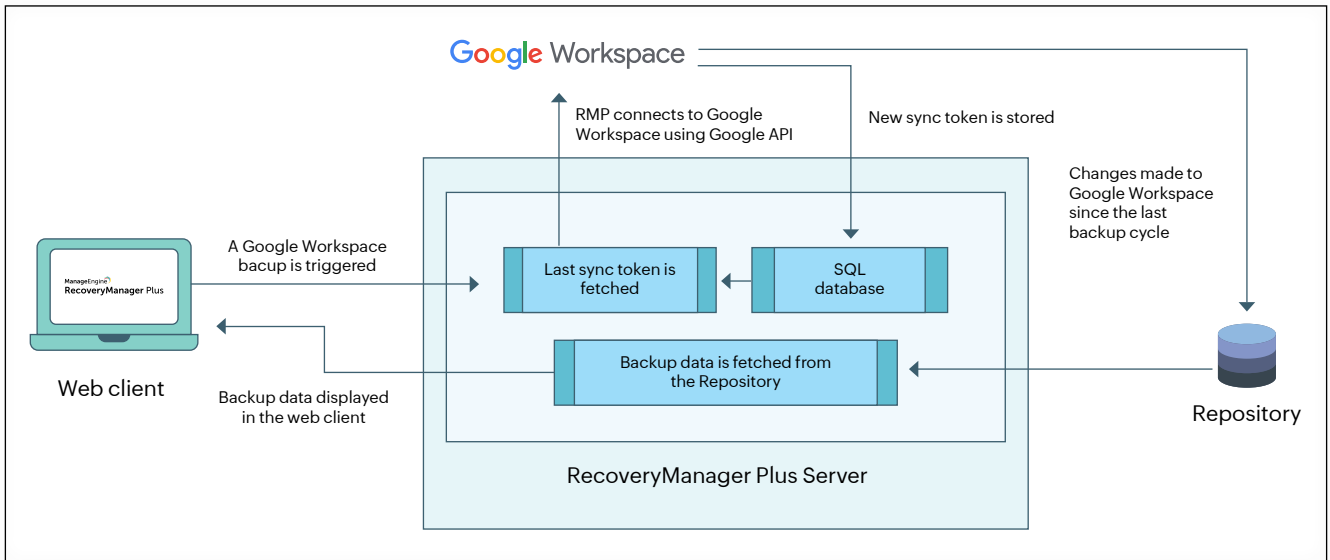 Google Workspace
RMP connects to Google
Workspace using Google API
New sync token is stored
Changes made to
Google Workspace
since the last
backup cycle
A Google Workspace
bacup is triggered
ManageEngine
RecoveryManager Plus
Last sync token is
fetched
SQL
database
Backup data is fetched from
the Repository
Web client
Backup data displayed
in the web client
Repository
RecoveryManager Plus Server